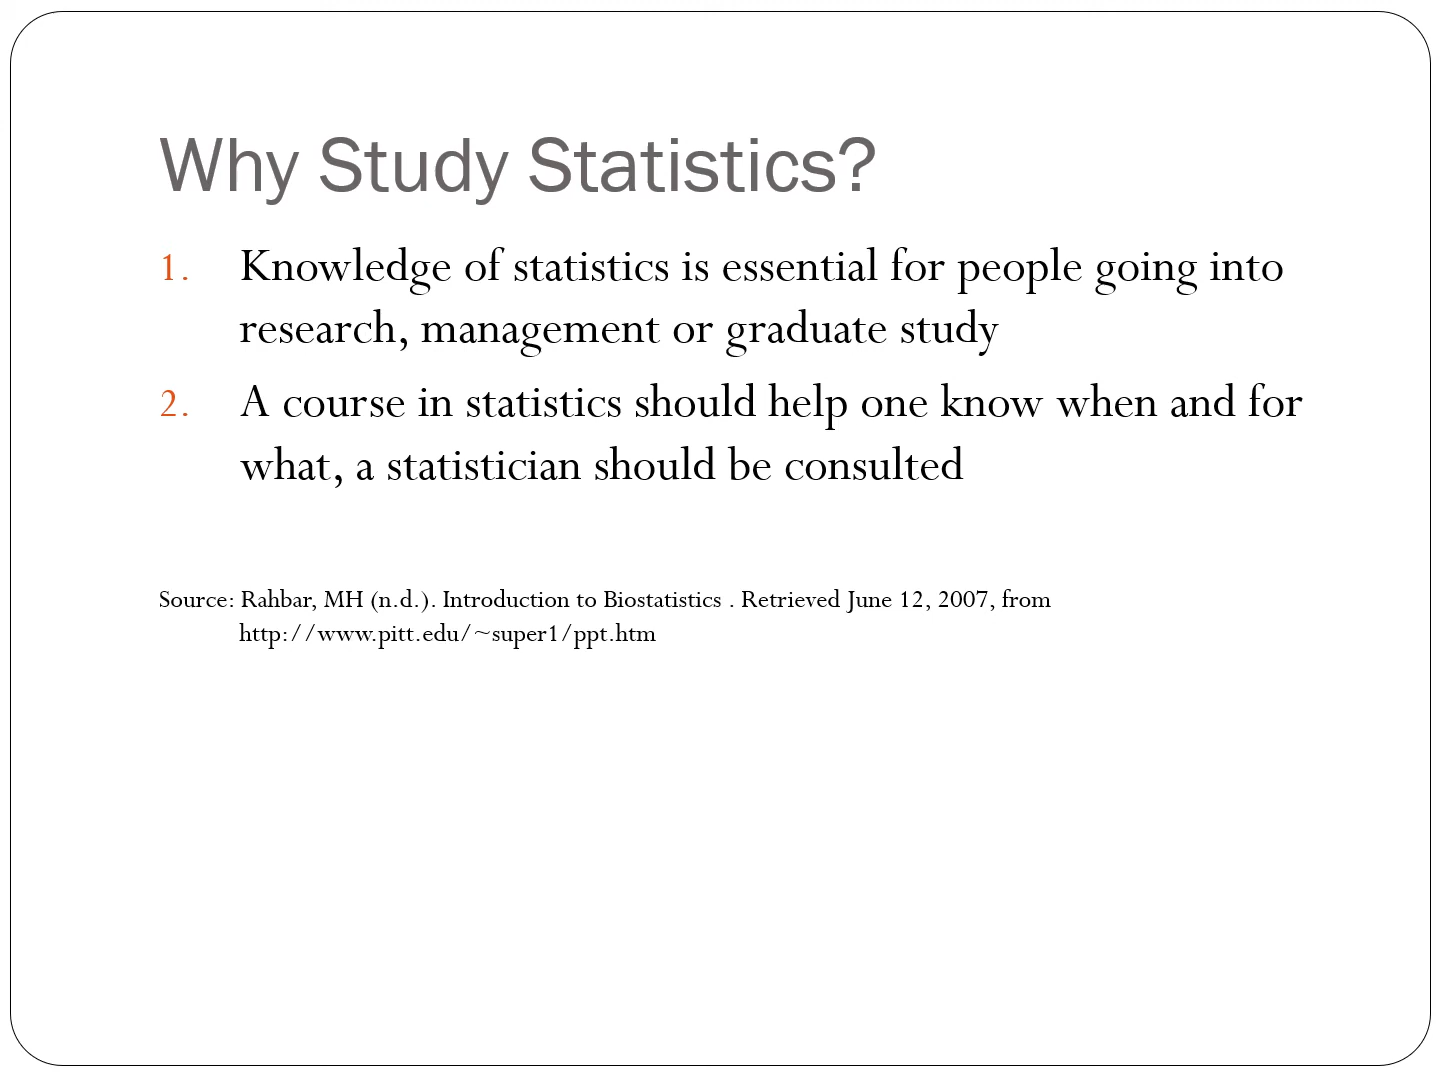 Why Study Statistics?
1. Knowledge of statistics is essential for people going into
research, management or graduate study
2. A course in statistics should help one know when and for
what, a statistician should be consulted
Source: Rahbar, MH (n.d.). Introduction to Biostatistics . Retrieved June 12, 2007, from
http://www.pitt.edu/~super1/ppt.htm